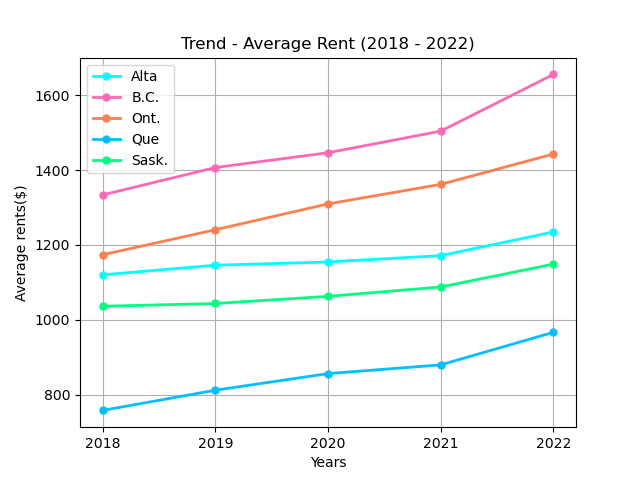 Trend - Average Rent (2018 - 2022)
Alta
B.C.
Ont.
Que
Sask.
1600
1400
1200
1000
800
Average rents($)
2018 2019 2020 2021 2022
Years